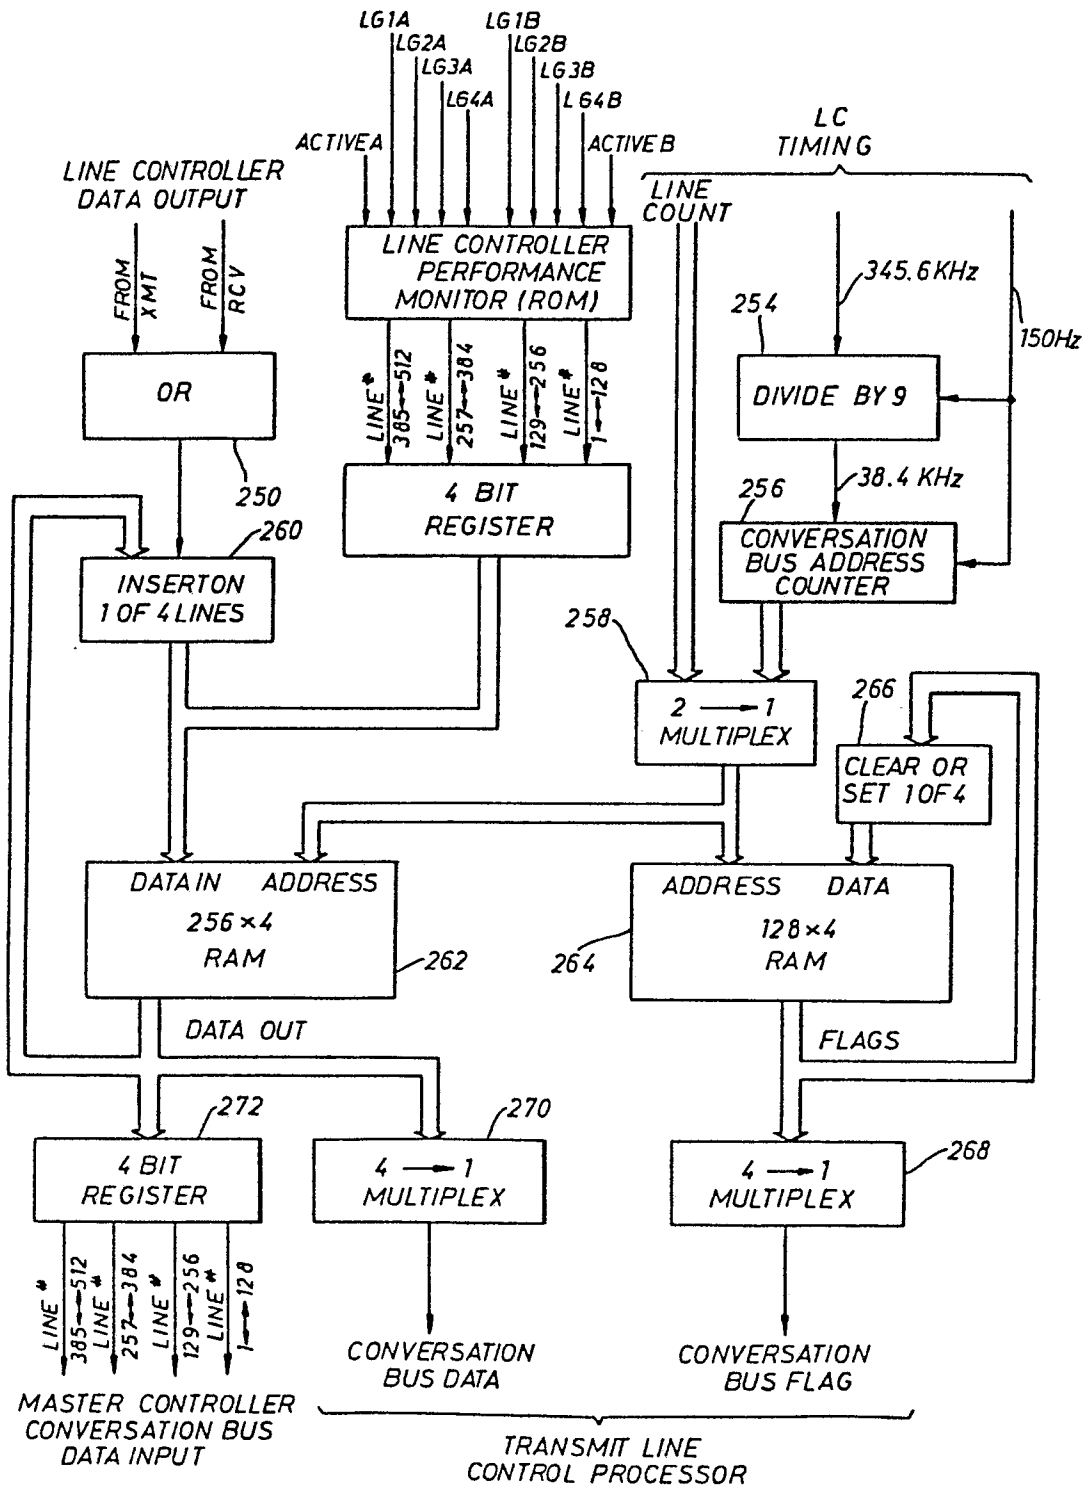 LG1A
LG2A
LG3A
LG4A
LG1B
LG2B
LG3B
LG4B
ACTIVE A
ACTIVE B
LINE CONTROLLER
DATA OUTPUT
FROM
XMT
FROM
RCV
LC
TIMING
LINE
COUNT
LINE CONTROLLER
PERFORMANCE
MONITOR (ROM)
345.6 KHz
254
150Hz
OR
250
LINE#
385↔512
LINE#
257↔384
LINE#
129↔256
LINE#
1↔128
DIVIDE BY 9
38.4 KHz
4 BIT
REGISTER
256
CONVERSATION
BUS ADDRESS
COUNTER
260
INSERTON
1 OF 4 LINES
258
2 → 1
MULTIPLEX
266
CLEAR OR
SET 1 OF 4
DATA IN ADDRESS
256×4
RAM
262
ADDRESS DATA
128×4
RAM
264
DATA OUT
FLAGS
272
4 BIT
REGISTER
270
4 → 1
MULTIPLEX
268
4 → 1
MULTIPLEX
LINE#
385↔512
LINE#
257↔384
LINE#
129↔256
LINE#
1↔128
MASTER CONTROLLER
CONVERSATION BUS
DATA INPUT
CONVERSATION
BUS DATA
CONVERSATION
BUS FLAG
TRANSMIT LINE
CONTROL PROCESSOR